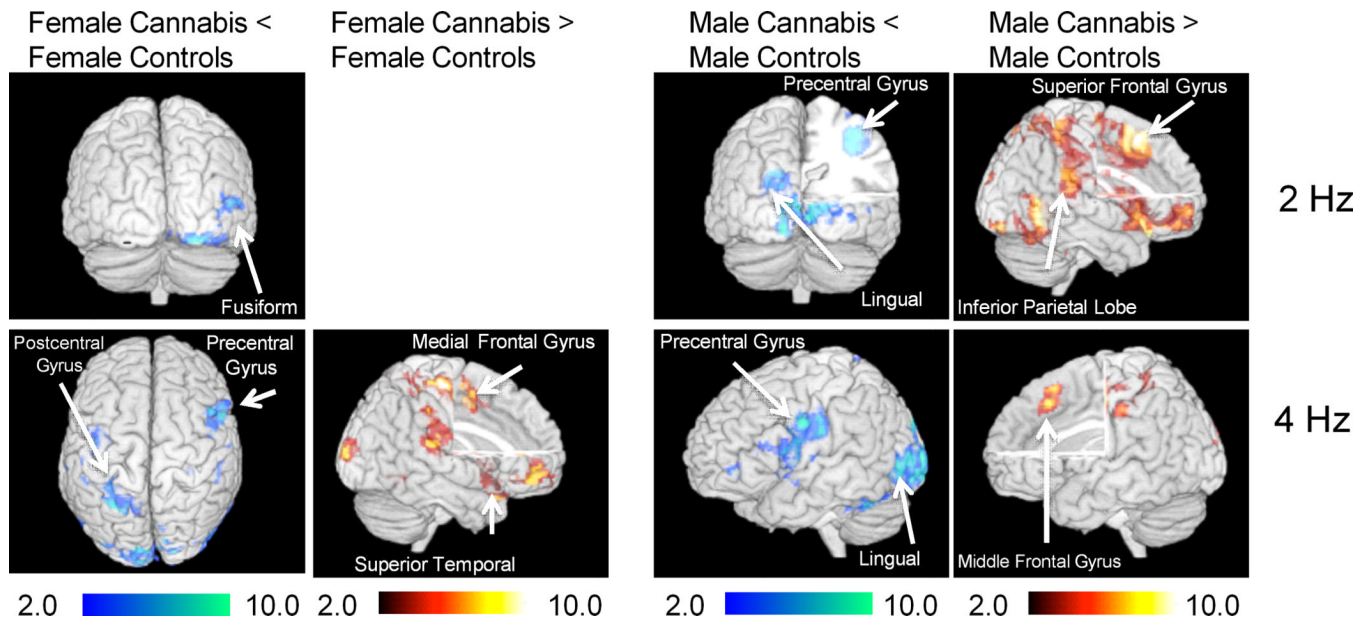 Female Cannabis <
Female Controls
Female Cannabis >
Female Controls
Male Cannabis <
Male Controls
Male Cannabis >
Male Controls
Fusiform
Precentral Gyrus
Lingual
Superior Frontal Gyrus
Inferior Parietal Lobe
2 Hz
Postcentral
Gyrus
Precentral
Gyrus
Medial Frontal Gyrus
Superior Temporal
Precentral Gyrus
Lingual
Middle Frontal Gyrus
4 Hz
2.0 10.0
2.0 10.0
2.0 10.0
2.0 10.0